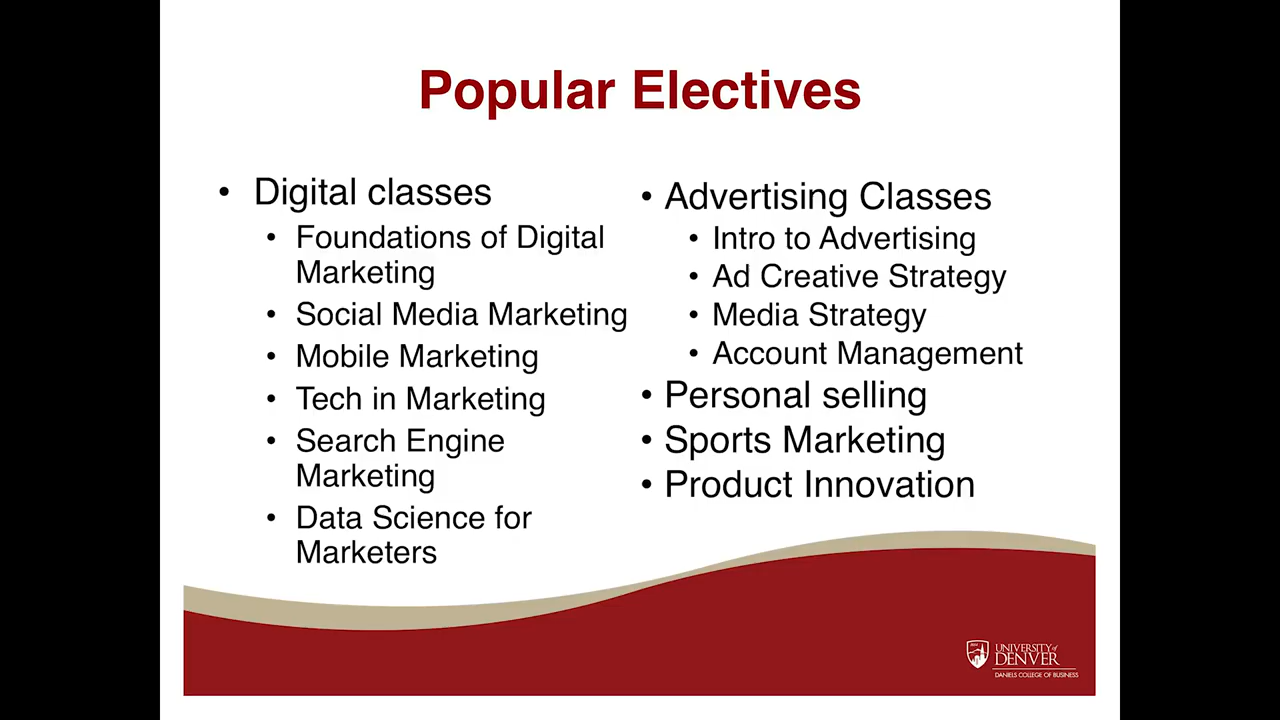 Popular Electives
• Digital classes
• Foundations of Digital
Marketing
• Social Media Marketing
• Mobile Marketing
• Tech in Marketing
• Search Engine
Marketing
• Data Science for
Marketers
• Advertising Classes
• Intro to Advertising
• Ad Creative Strategy
• Media Strategy
• Account Management
• Personal selling
• Sports Marketing
• Product Innovation
UNIVERSITY of
DENVER
DANIELS COLLEGE OF BUSINESS